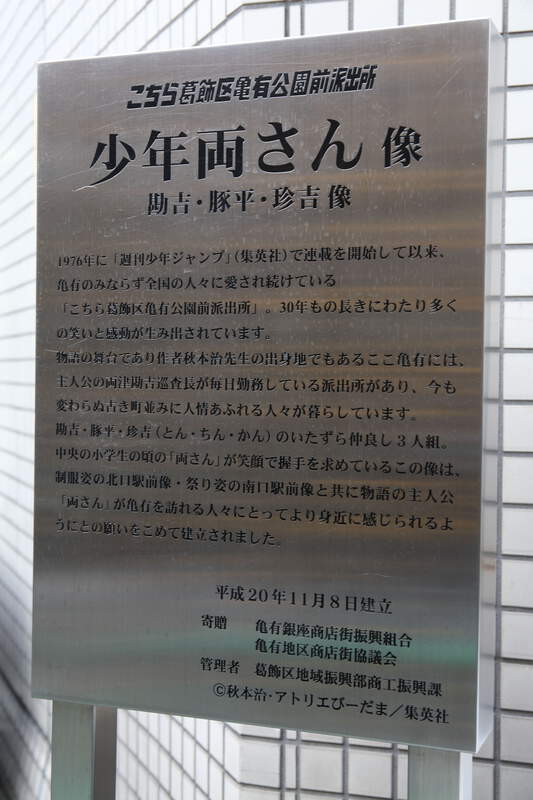 こちら葛飾区亀有公園前派出所
少年両さん像
勘吉・豚平・珍吉像
1976年に「週刊少年ジャンプ」(集英社)で連載を開始して以来、
亀有のみならず全国の人々に愛され続けている
「こちら葛飾区亀有公園前派出所」。30年もの長きにわたり多く
の笑いと感動が生み出されています。
物語の舞台であり作者秋本治先生の出身地でもあるここ亀有には、
主人公の両津勘吉巡査長が毎日勤務している派出所があり、今も
変わらぬ古き町並みに人情あふれる人々が暮らしています。
勘吉・豚平・珍吉(とん・ちん・かん)のいたずら仲良し3人組。
中央の小学生の頃の「両さん」が笑顔で握手を求めているこの像は、
制服姿の北口駅前像・祭り姿の南口駅前像と共に物語の主人公
「両さん」が亀有を訪れる人々にとってより身近に感じられるよ
うにとの願いをこめて建立されました。
平成20年11月8日建立
寄贈 亀有銀座商店街振興組合
亀有地区商店街協議会
管理者 葛飾区地域振興部商工振興課
©秋本治・アトリエびーだま/集英社